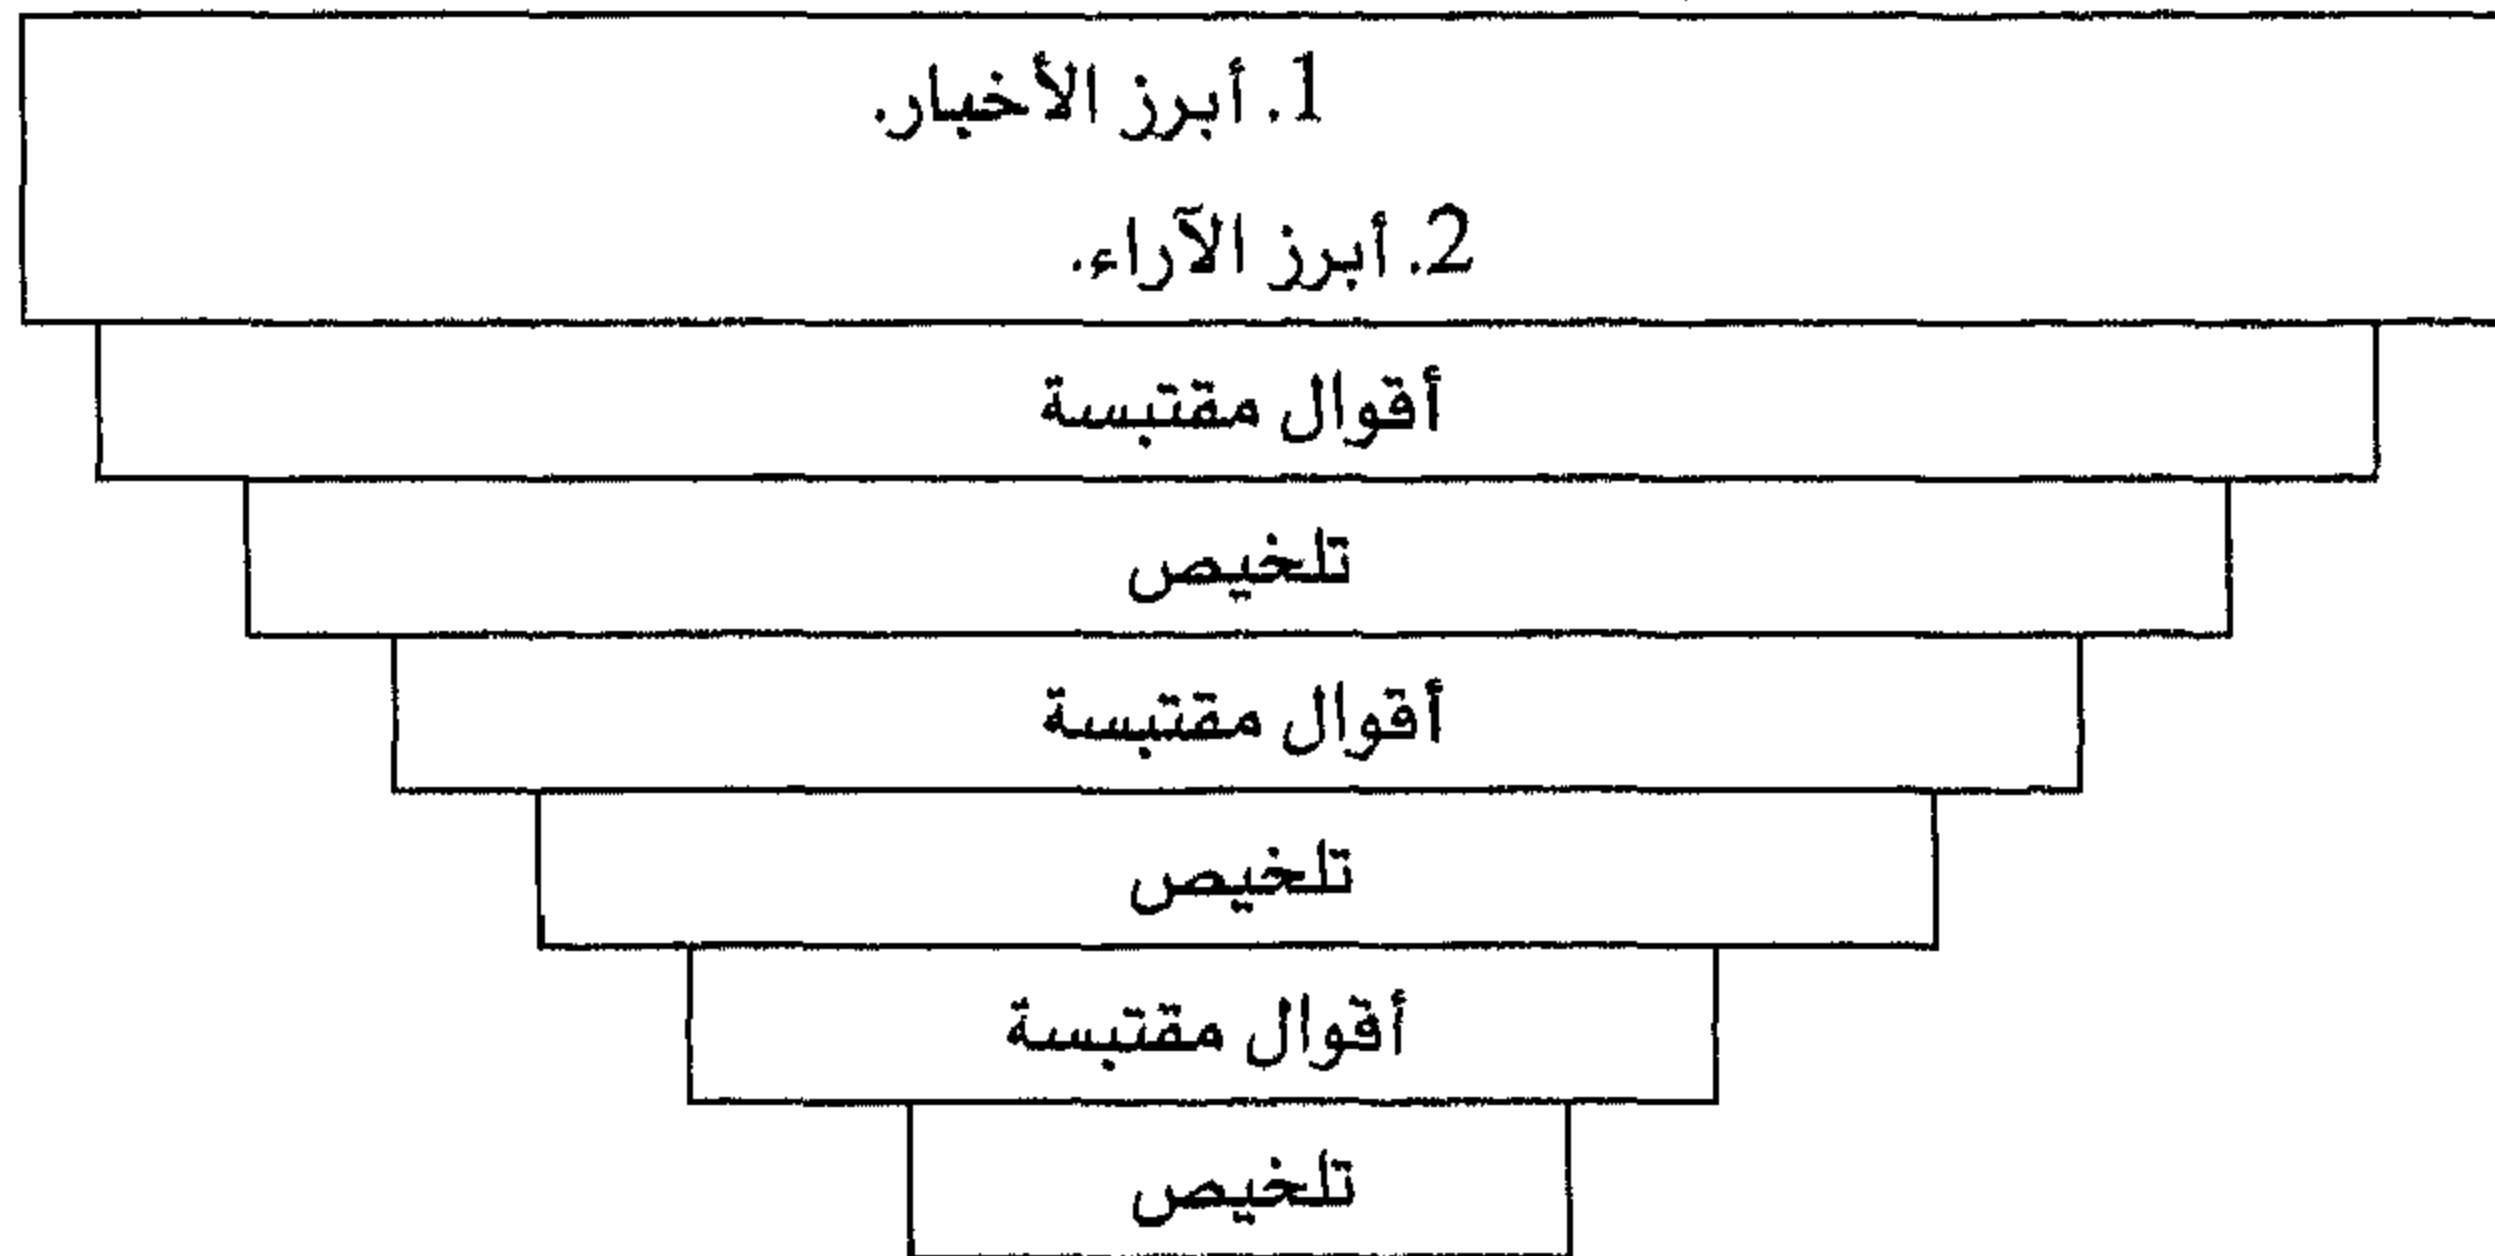 1. أبرز الأخبار.
2. أبرز الآراء.
أقوال مقتبسة
تلخيص
أقوال مقتبسة
تلخيص
أقوال مقتبسة
تلخيص